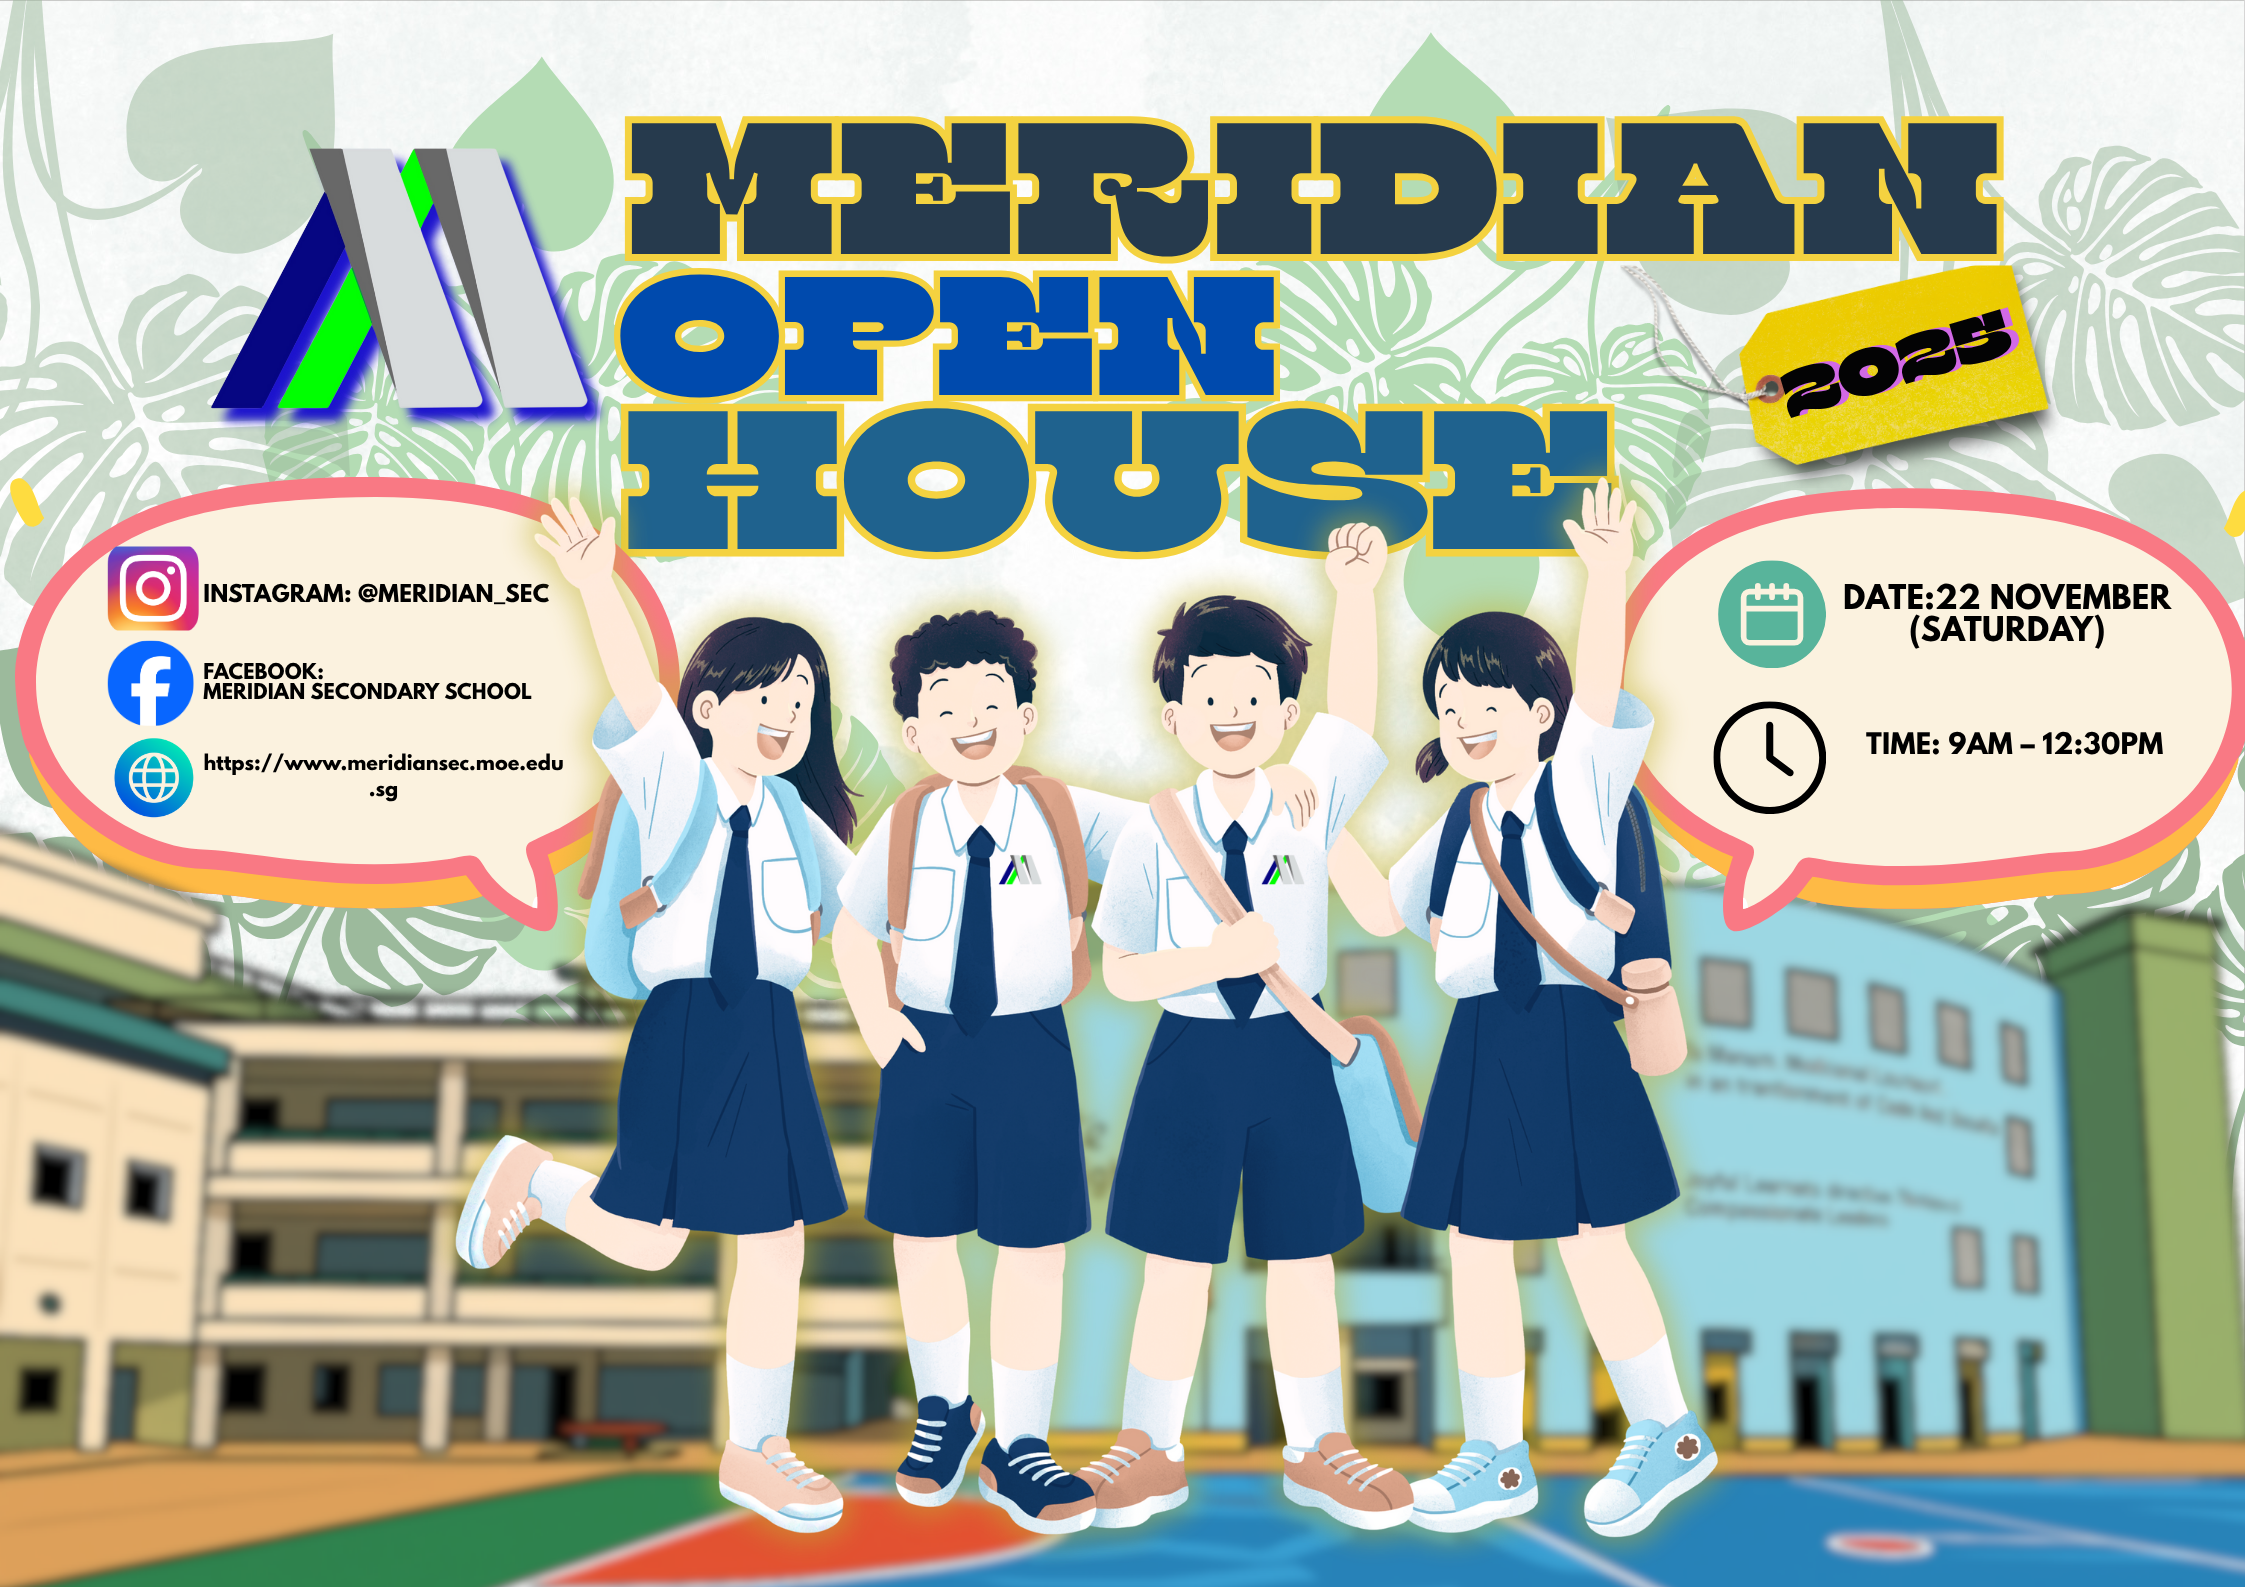 MERIDIAN
OPEN
HOUSE
2025
INSTAGRAM: @MERIDIAN_SEC
FACEBOOK:
MERIDIAN SECONDARY SCHOOL
https://www.meridiansec.moe.edu
.sg
DATE:22 NOVEMBER
(SATURDAY)
TIME: 9AM – 12:30PM